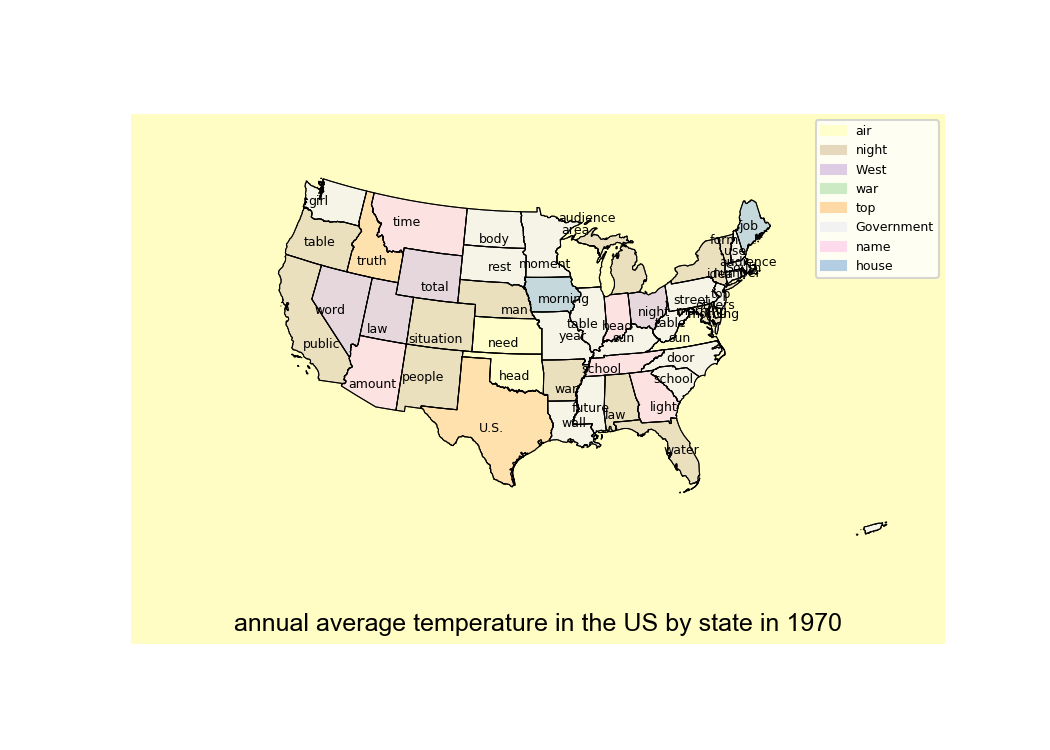 air
night
West
war
top
Government
name
house
girl
time
table
truth
body
rest
moment
audience
area
total
word
law
situation
man
need
morning
public
amount
people
head
U.S.
table
year
head
sun
night
street
table
sun
school
door
school
war
future
law
light
wall
water
job
use
audience
top
annual average temperature in the US by state in 1970